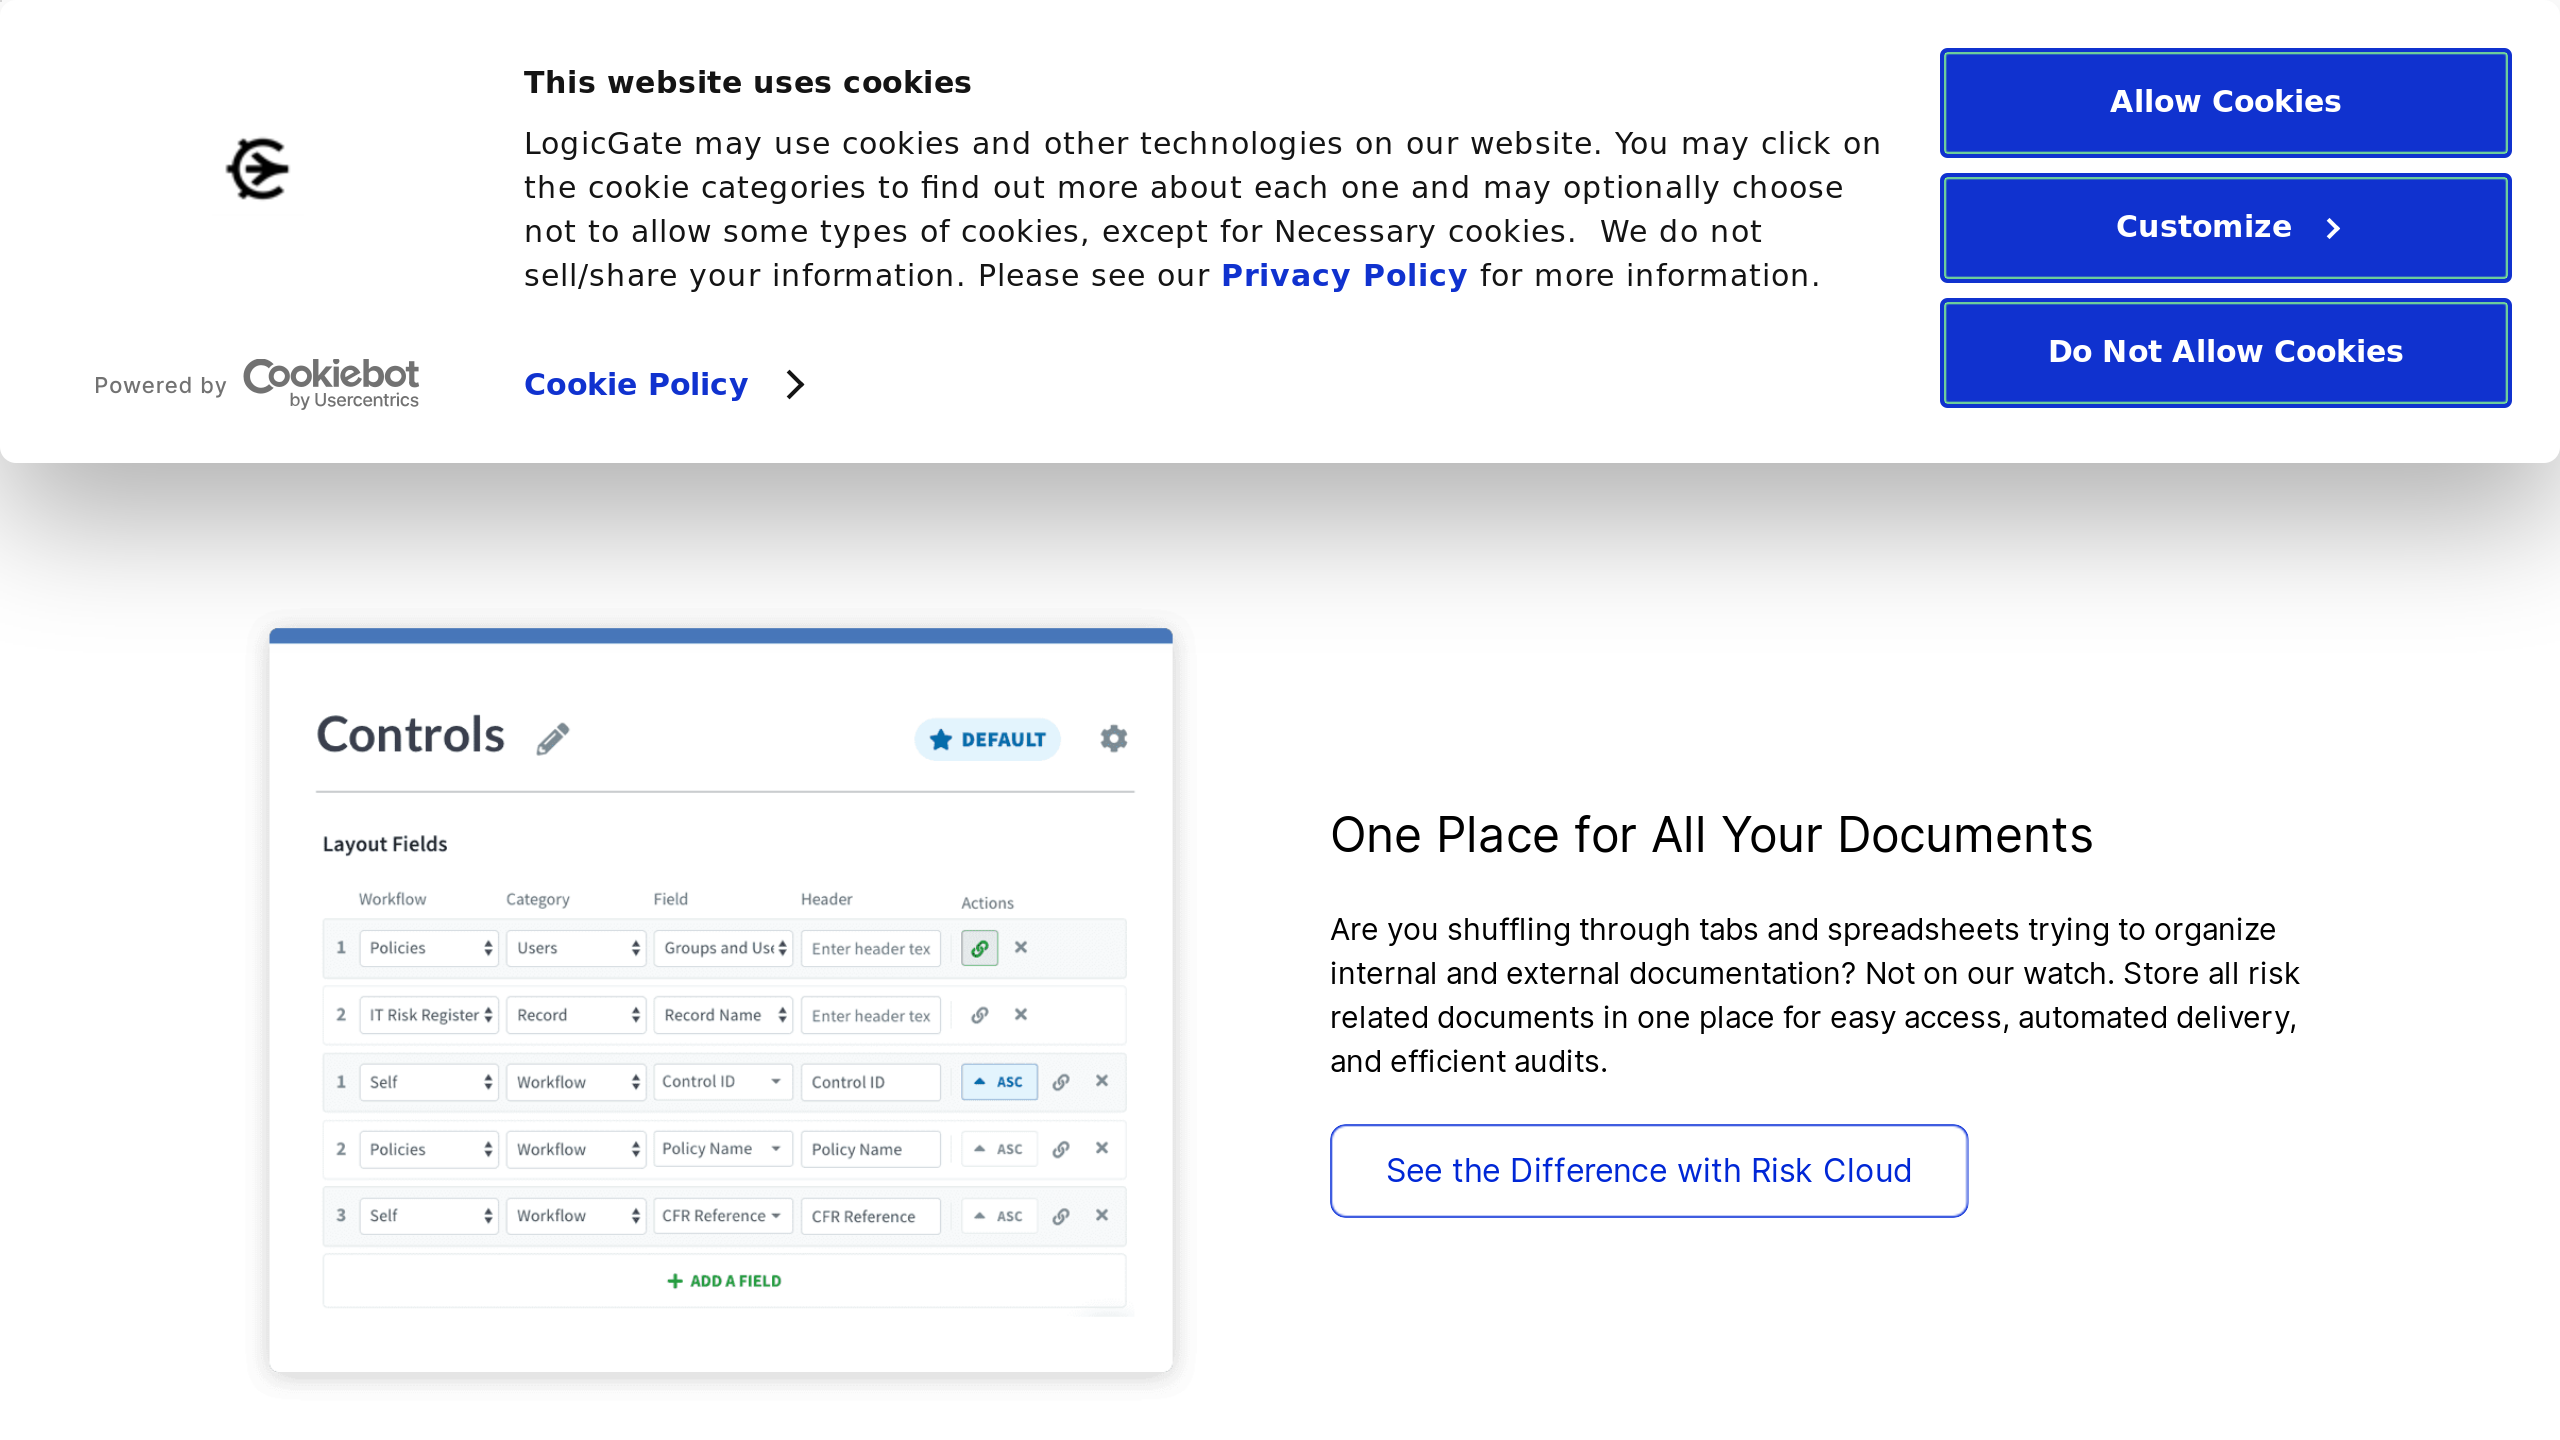 This website uses cookies
LogicGate may use cookies and other technologies on our website. You may click on
the cookie categories to find out more about each one and may optionally choose
not to allow some types of cookies, except for Necessary cookies.  We do not
sell/share your information. Please see our Privacy Policy for more information.
Cookie Policy
Powered by Cookiebot
by Usercentrics
Allow Cookies
Customize
Do Not Allow Cookies
Controls
DEFAULT
Layout Fields
Workflow Category Field Header Actions
1 Policies Users Groups and Use Enter header tex
2 IT Risk Register Record Record Name Enter header tex
1 Self Workflow Control ID Control ID ASC
2 Policies Workflow Policy Name Policy Name ASC
3 Self Workflow CFR Reference CFR Reference ASC
ADD A FIELD
One Place for All Your Documents
Are you shuffling through tabs and spreadsheets trying to organize
internal and external documentation? Not on our watch. Store all risk
related documents in one place for easy access, automated delivery,
and efficient audits.
See the Difference with Risk Cloud